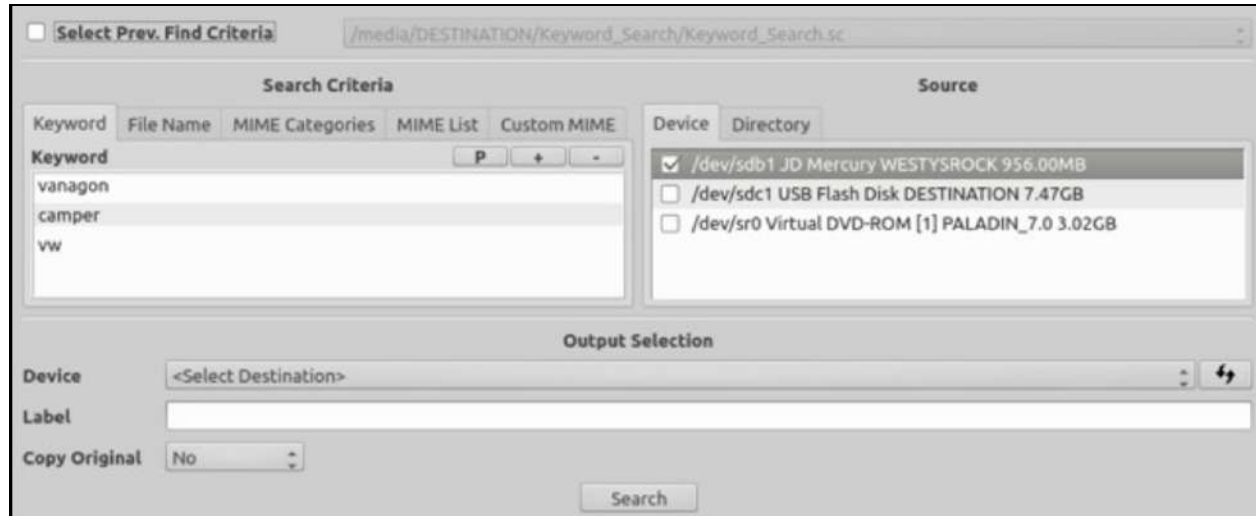 Select Prev. Find Criteria /media/DESTINATION/Keyword_Search/Keyword_Search.sc
Search Criteria
Keyword File Name MIME Categories MIME List Custom MIME
Keyword P + -
vanagon
camper
vw
Source
Device Directory
/dev/sdb1 JD Mercury WESTYSROCK 956.00MB
/dev/sdc1 USB Flash Disk DESTINATION 7.47GB
/dev/sr0 Virtual DVD-ROM [1] PALADIN_7.0 3.02GB
Output Selection
Device <Select Destination>
Label
Copy Original No
Search